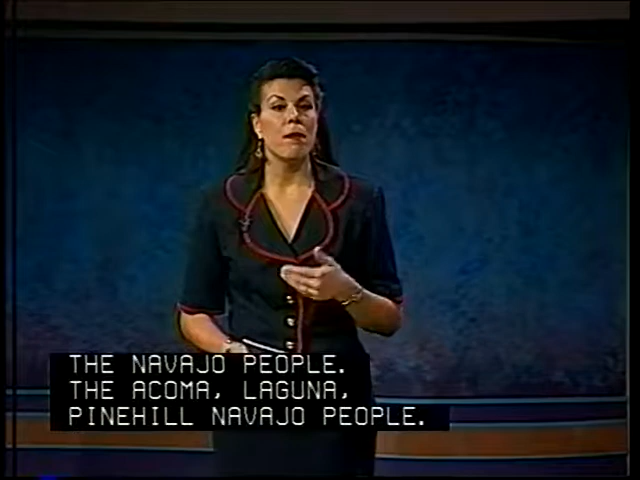 THE NAVAJO PEOPLE.
THE ACOMA, LAGUNA,
PINEHILL NAVAJO PEOPLE.